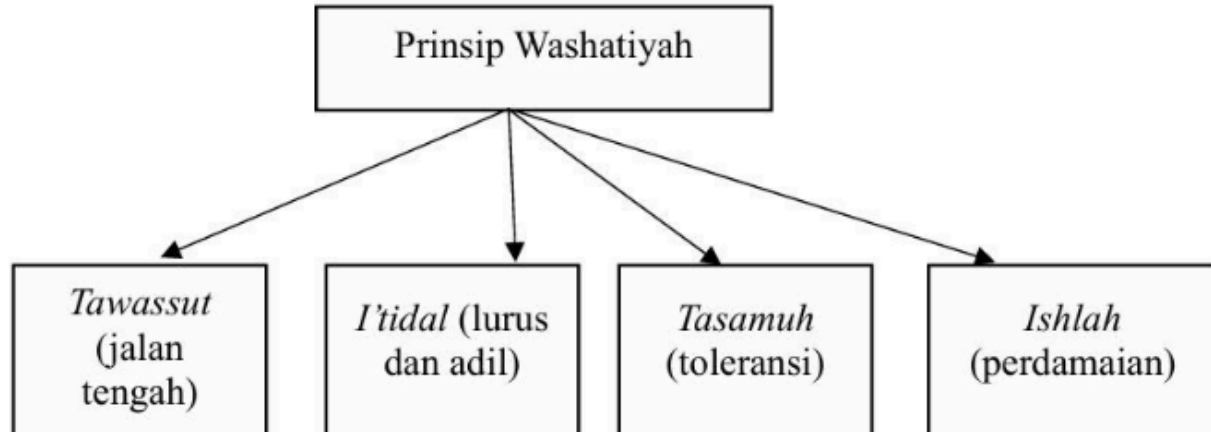 Prinsip Washatiyah
Tawassut
(jalan
tengah)
I'tidal (lurus
dan adil)
Tasamuh
(toleransi)
Ishlah
(perdamaian)